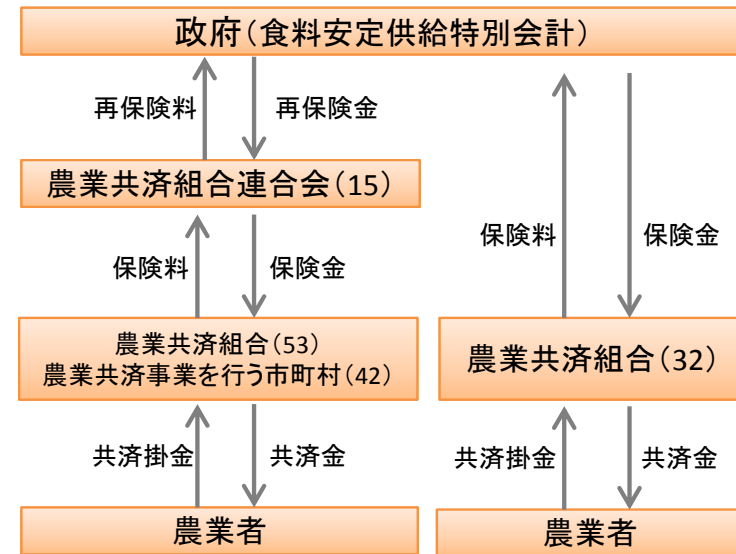 政府（食料安定供給特別会計）
再保険料
再保険金
農業共済組合連合会（15）
保険料
保険金
保険料
保険金
農業共済組合（53）
農業共済事業を行う市町村（42）
農業共済組合（32）
共済掛金
共済金
共済掛金
共済金
農業者
農業者